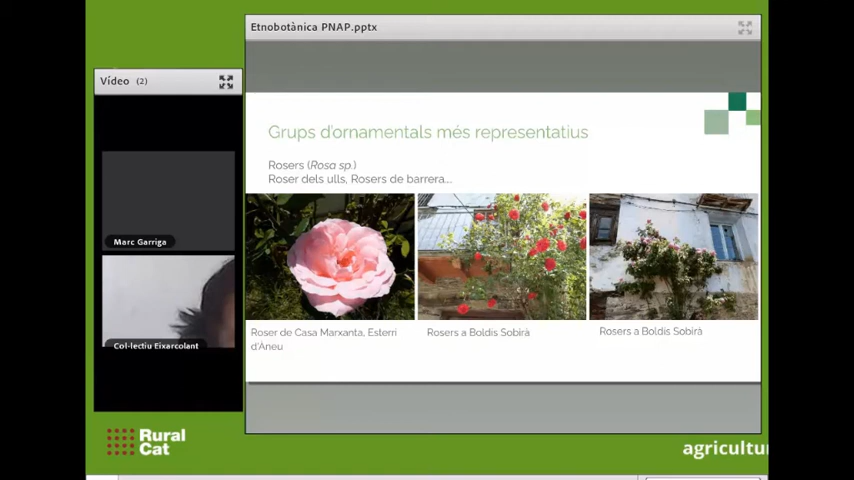 Etnobotànica PNAP.pptx
Vídeo (2)
Grups d'ornamentals més representatius
Rosers (Rosa sp.)
Roser dels ulls, Rosers de barrera...
Marc Garriga
Col·lectiu Eixarcolant
Roser de Casa Marxanta, Esterri
d'Àneu
Rosers a Boldís Sobirà
Rosers a Boldís Sobirà
Rural
Cat
agricultur